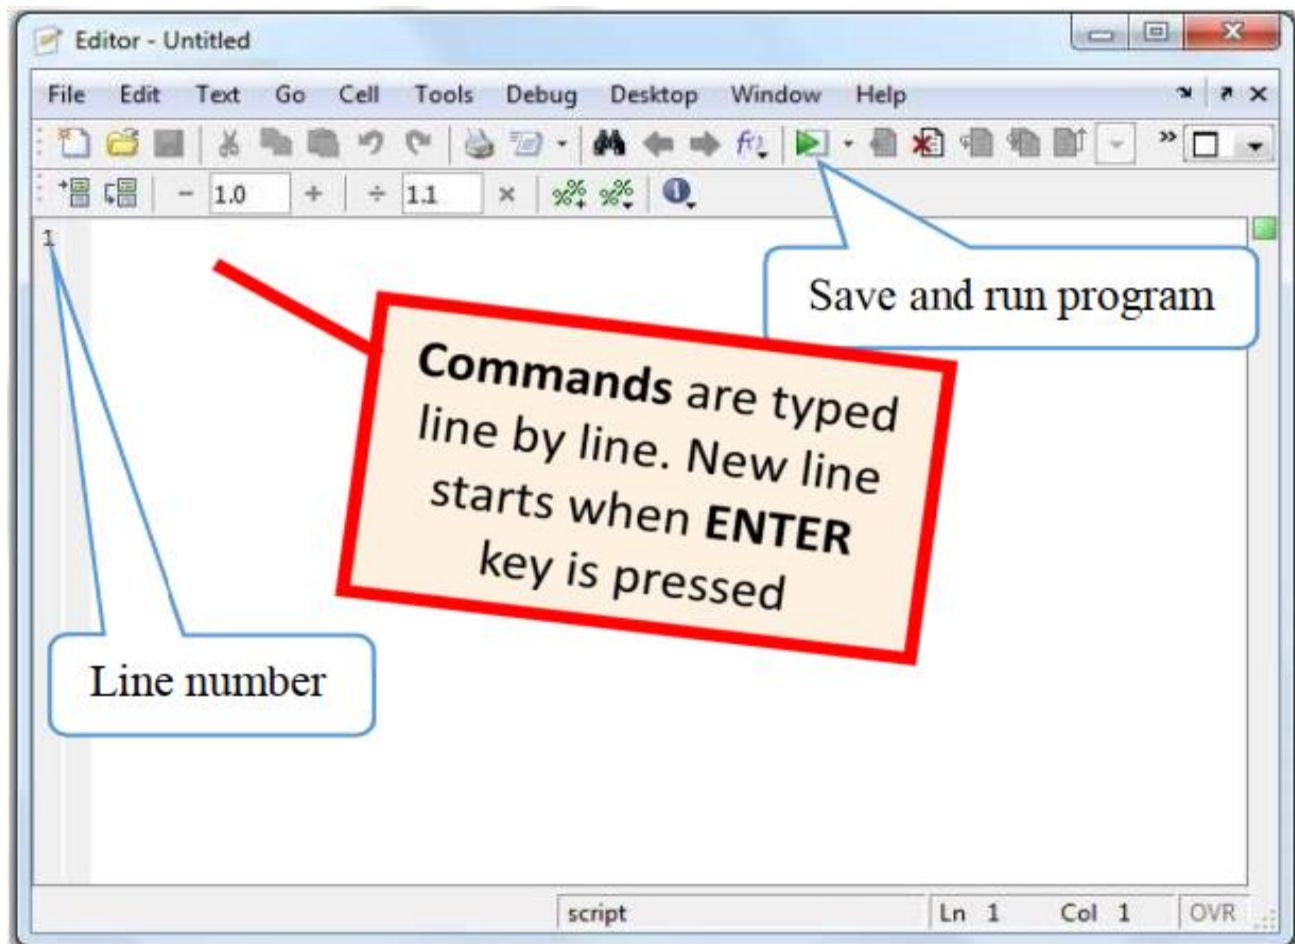 Editor - Untitled
File Edit Text Go Cell Tools Debug Desktop Window Help
- 1.0 + ÷ 1.1 ×
1
Save and run program
Commands are typed
line by line. New line
starts when ENTER
key is pressed
Line number
script Ln 1 Col 1 OVR